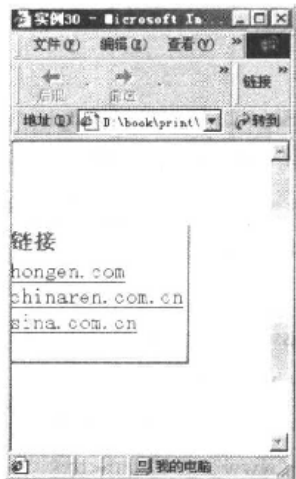 实例30 - Microsoft In
文件(F) 编辑(E) 查看(V) »
后退 前进 » 链接 »
地址(D) D:\book\print\ 转到
链接
hongen.com
chinaren.com.cn
sina.com.cn
我的电脑